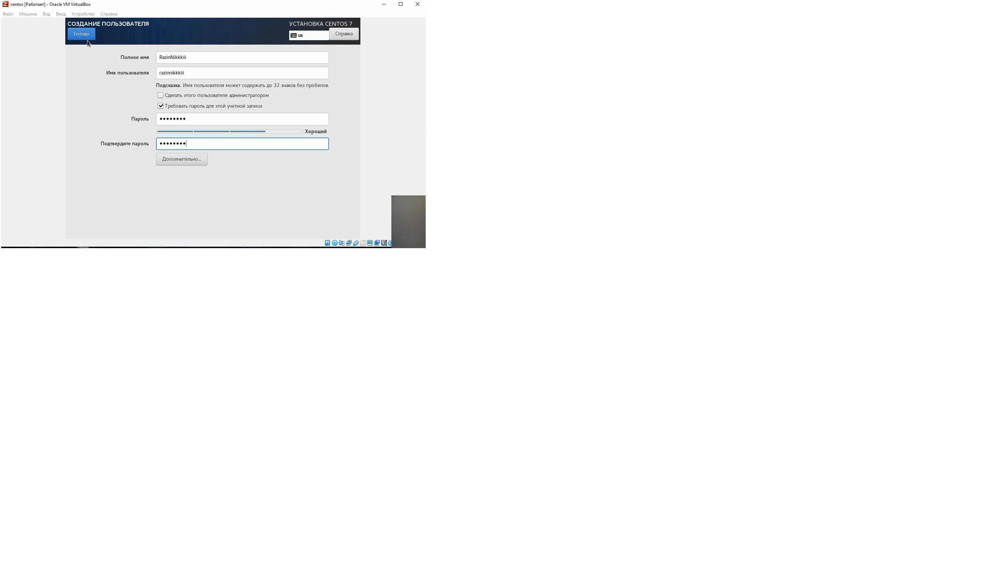 centos [Работает] - Oracle VM VirtualBox
Файл Машина Вид Ввод Устройства Справка
СОЗДАНИЕ ПОЛЬЗОВАТЕЛЯ
УСТАНОВКА CENTOS 7
Готово
us
Справка
Полное имя RazinNikkkiii
Имя пользователя razinnikkkiii
Подсказка. Имя пользователя может содержать до 32 знаков без пробелов.
Сделать этого пользователя администратором
Требовать пароль для этой учетной записи
Пароль ●●●●●●●●
Хороший
Подтвердите пароль ●●●●●●●●
Дополнительно...